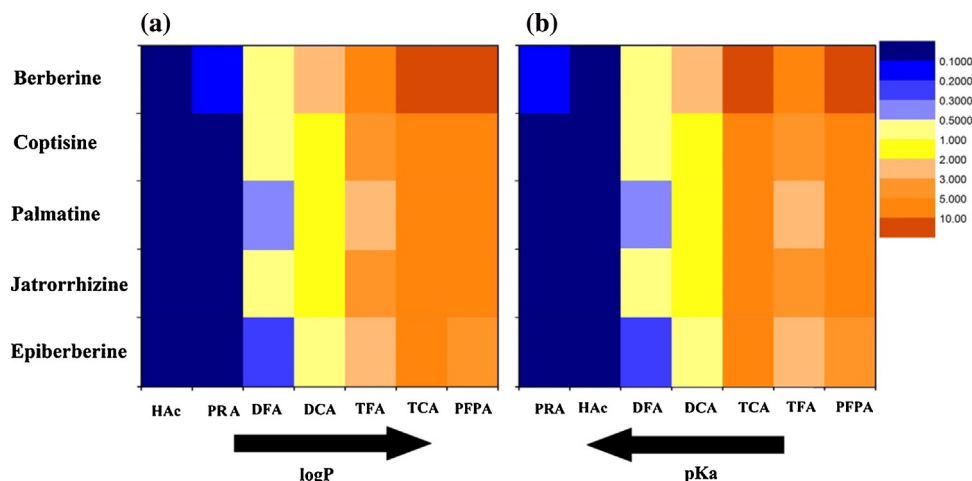 (a)
(b)
Berberine
Coptisine
Palmatine
Jatrorrhizine
Epiberberine
HAc PRA DFA DCA TFA TCA PFPA
logP
PRA HAc DFA DCA TCA TFA PFPA
pKa
0.1000
0.2000
0.3000
0.5000
1.000
2.000
3.000
5.000
10.00